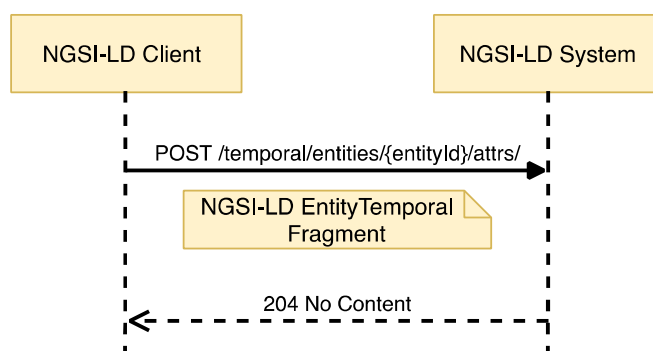 NGSI-LD Client
NGSI-LD System
POST /temporal/entities/{entityId}/attrs/
NGSI-LD EntityTemporal
Fragment
204 No Content